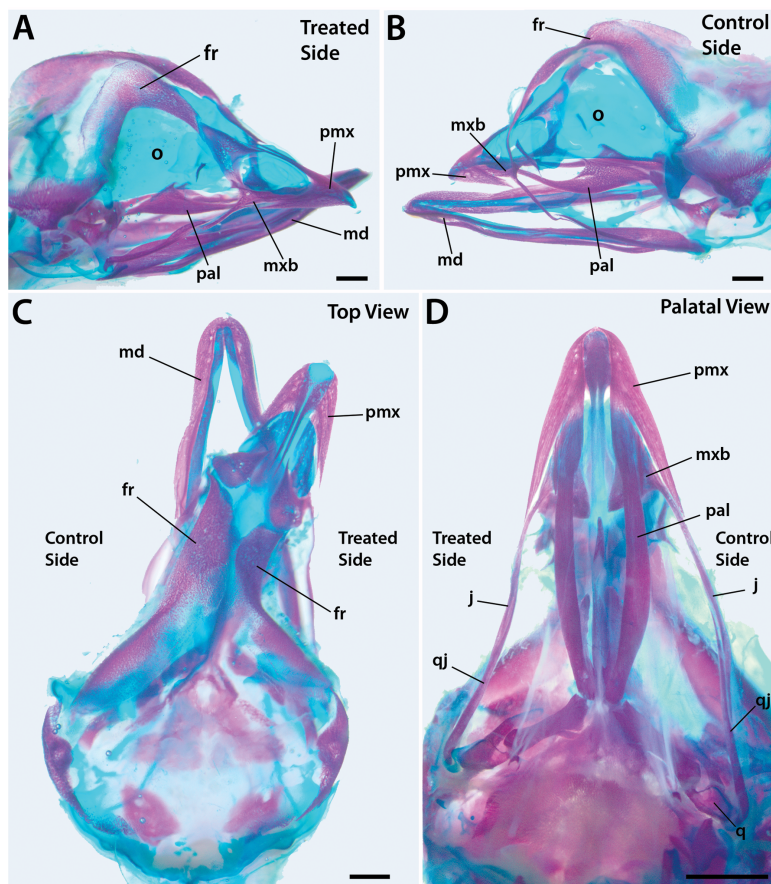 A
Treated
Side
fr
o
pmx
md
mxb
pal
B
Control
Side
fr
o
mxb
pmx
md
pal
C
Top View
md
pmx
fr
Control
Side
Treated
Side
fr
D
Palatal View
pmx
mxb
pal
Treated
Side
Control
Side
j
j
qj
qj
q